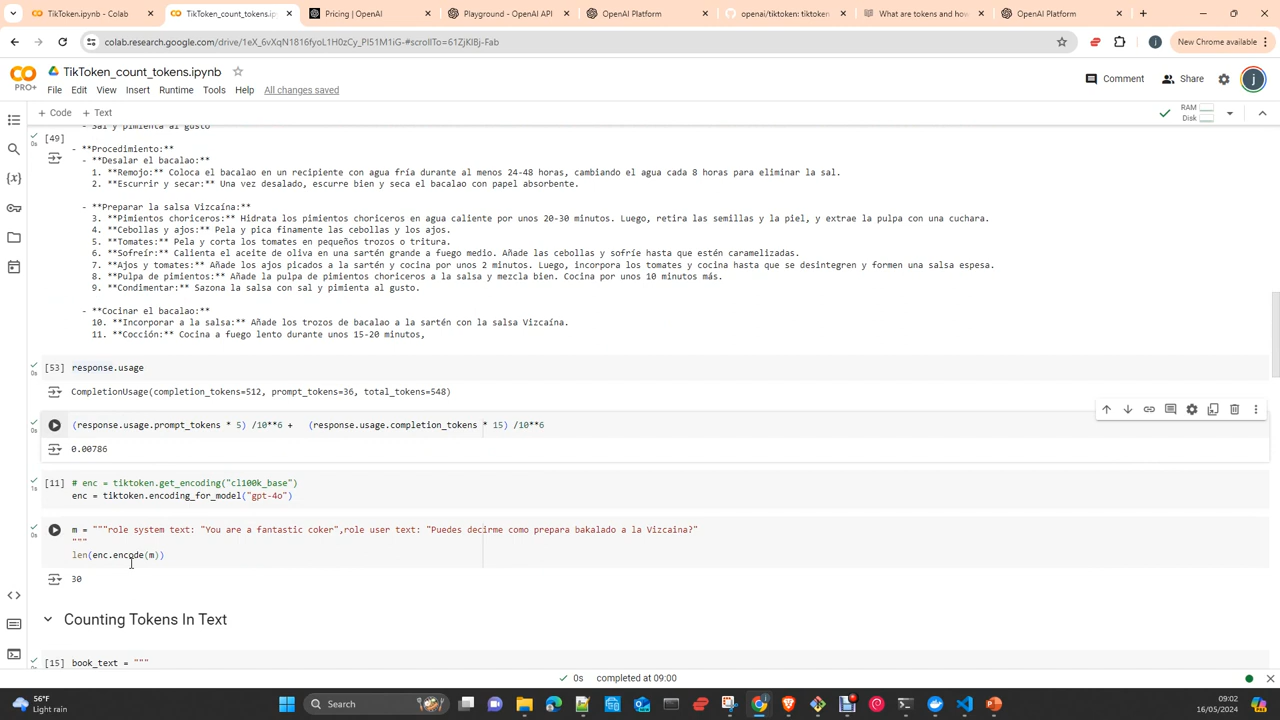 TikToken.ipynb - Colab
TikToken_count_tokens.ipynb
Pricing | OpenAI
Playground - OpenAI API
OpenAI Platform
openai/tiktoken: tiktoken
What are tokens and how
OpenAI Platform
colab.research.google.com/drive/1eX_6vXqN1816fyoL1H0zCy_Pl51M1iG-#scrollTo=61ZjKIBj-Fab
New Chrome available
PRO+
TikToken_count_tokens.ipynb
Comment
Share
File Edit View Insert Runtime Tools Help All changes saved
+ Code + Text
RAM
Disk
- Sal y pimienta al gusto
[49]
0s
- **Procedimiento:**
- **Desalar el bacalao:**
1. **Remojo:** Coloca el bacalao en un recipiente con agua fría durante al menos 24-48 horas, cambiando el agua cada 8 horas para eliminar la sal.
2. **Escurrir y secar:** Una vez desalado, escurre bien y seca el bacalao con papel absorbente.
- **Preparar la salsa Vizcaína:**
3. **Pimientos choriceros:** Hidrata los pimientos choriceros en agua caliente por unos 20-30 minutos. Luego, retira las semillas y la piel, y extrae la pulpa con una cuchara.
4. **Cebollas y ajos:** Pela y pica finamente las cebollas y los ajos.
5. **Tomates:** Pela y corta los tomates en pequeños trozos o tritura.
6. **Sofreír:** Calienta el aceite de oliva en una sartén grande a fuego medio. Añade las cebollas y sofríe hasta que estén caramelizadas.
7. **Ajos y tomates:** Añade los ajos picados a la sartén y cocina por unos 2 minutos. Luego, incorpora los tomates y cocina hasta que se desintegren y formen una salsa espesa.
8. **Pulpa de pimientos:** Añade la pulpa de pimientos choriceros a la salsa y mezcla bien. Cocina por unos 10 minutos más.
9. **Condimentar:** Sazona la salsa con sal y pimienta al gusto.
- **Cocinar el bacalao:**
10. **Incorporar a la salsa:** Añade los trozos de bacalao a la sartén con la salsa Vizcaína.
11. **Cocción:** Cocina a fuego lento durante unos 15-20 minutos,
[53] response.usage
0s
CompletionUsage(completion_tokens=512, prompt_tokens=36, total_tokens=548)
(response.usage.prompt_tokens * 5) /10**6 + (response.usage.completion_tokens * 15) /10**6
0s
0.00786
[11] # enc = tiktoken.get_encoding("cl100k_base")
1s
enc = tiktoken.encoding_for_model("gpt-4o")
m = """role system text: "You are a fantastic coker",role user text: "Puedes decirme como prepara bakalado a la Vizcaina?"
0s
"""
len(enc.encode(m))
30
Counting Tokens In Text
[15] book_text = """
0s
0s completed at 09:00
56°F
Light rain
Search
09:02
16/05/2024